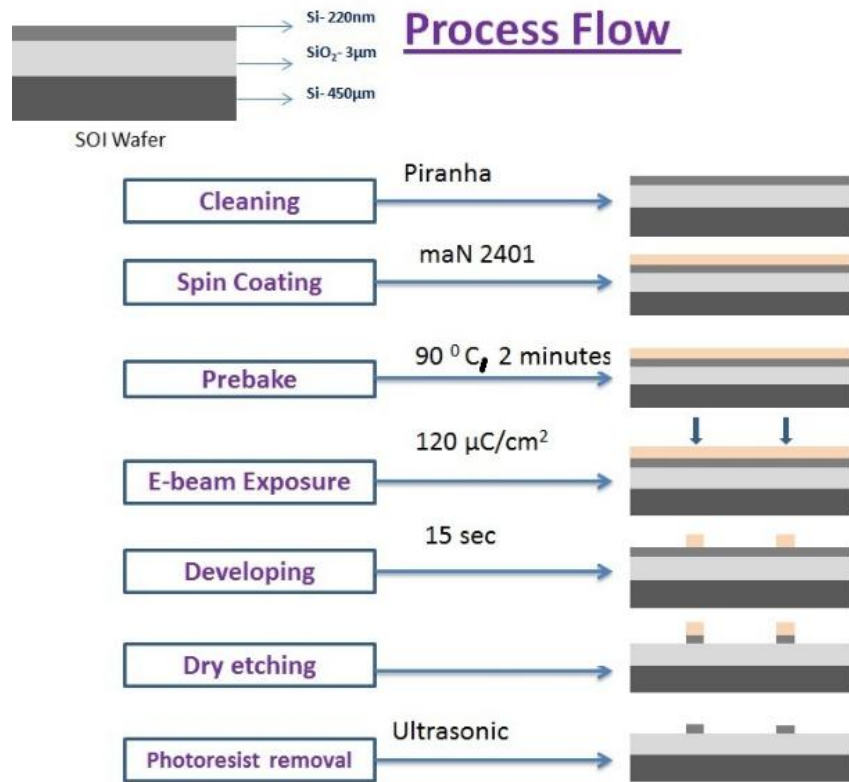 Si- 220nm
Process Flow
SiO₂- 3µm
Si- 450µm
SOI Wafer
Piranha
Cleaning
maN 2401
Spin Coating
90 ⁰ C, 2 minutes
Prebake
120 µC/cm²
E-beam Exposure
15 sec
Developing
Dry etching
Ultrasonic
Photoresist removal